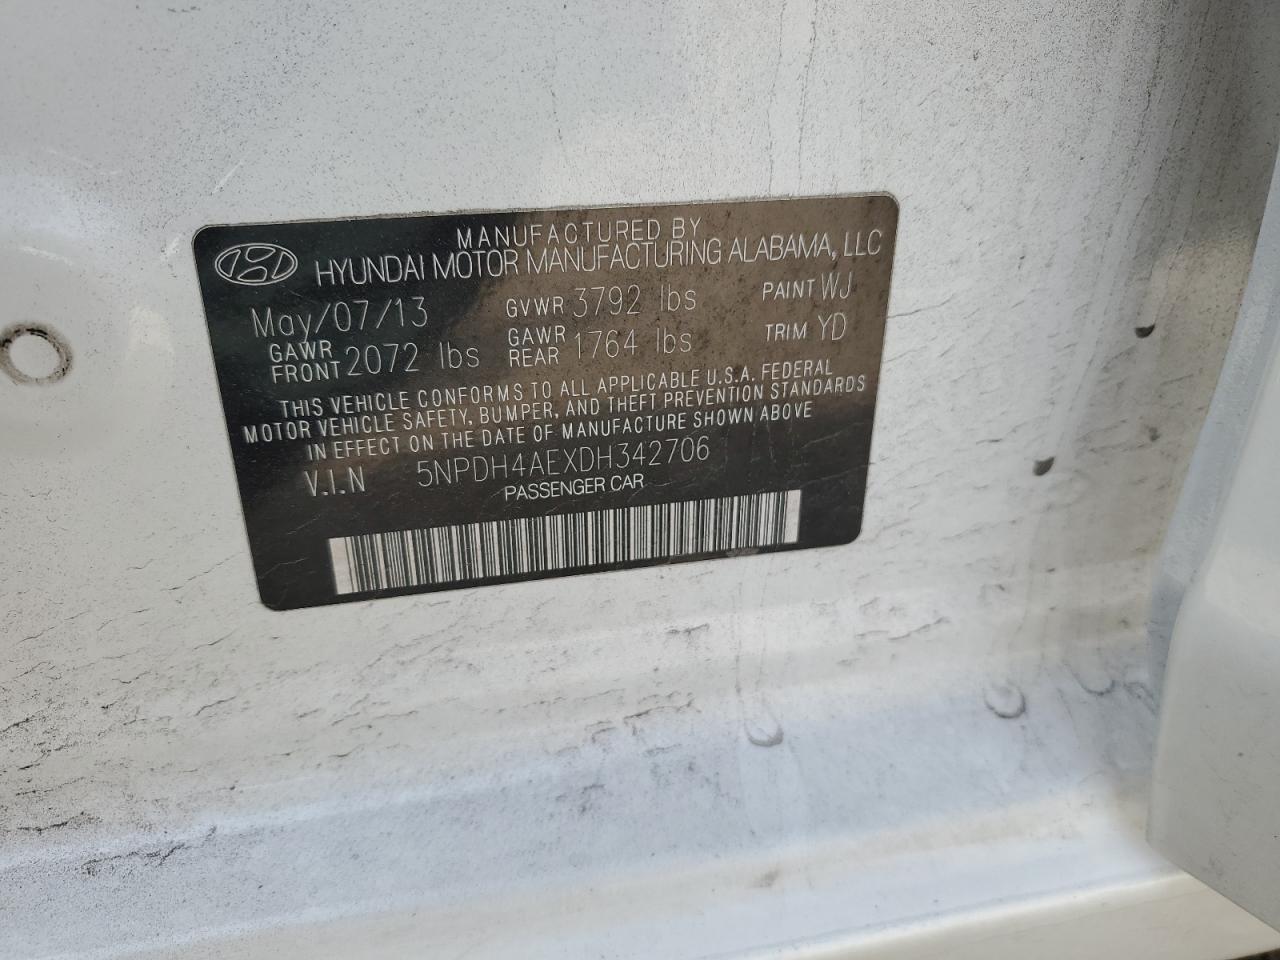 MANUFACTURED BY
HYUNDAI MOTOR MANUFACTURING ALABAMA, LLC
May/07/13 GVWR 3792 lbs PAINT WJ
GAWR FRONT 2072 lbs GAWR REAR 1764 lbs TRIM YD
THIS VEHICLE CONFORMS TO ALL APPLICABLE U.S.A. FEDERAL
MOTOR VEHICLE SAFETY, BUMPER, AND THEFT PREVENTION STANDARDS
IN EFFECT ON THE DATE OF MANUFACTURE SHOWN ABOVE
V.I.N 5NPDH4AEXDH342706
PASSENGER CAR